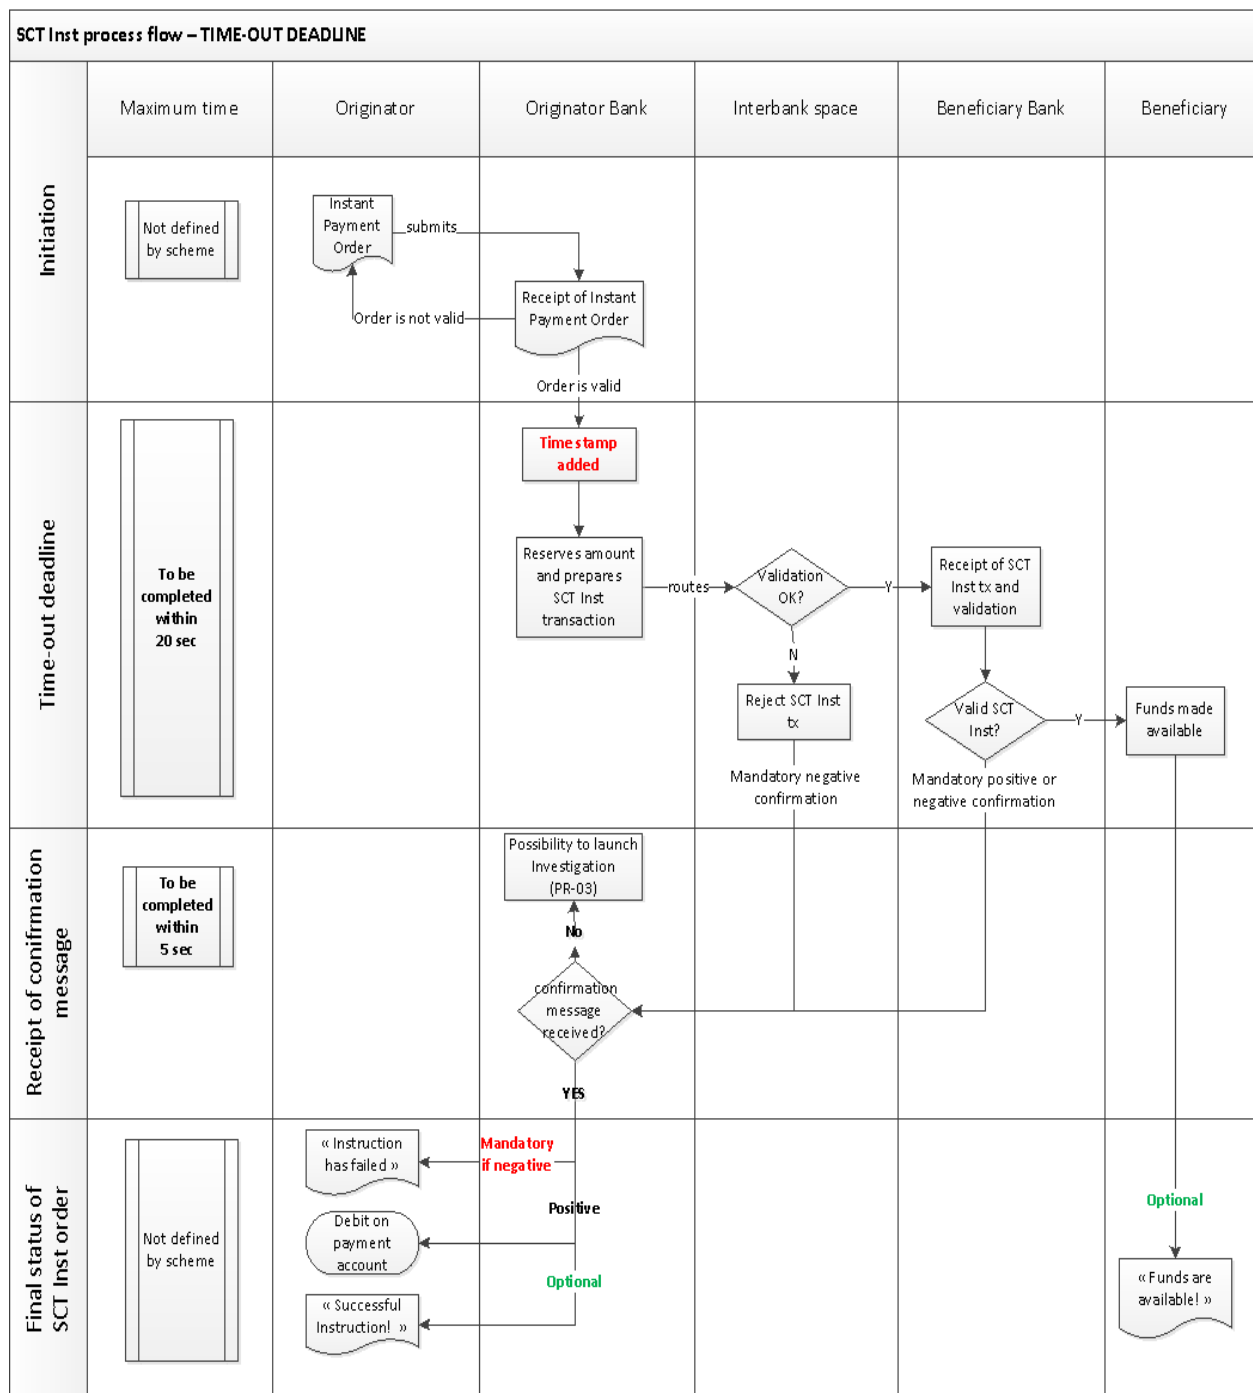 SCT Inst process flow – TIME-OUT DEADLINE
Maximum time
Originator
Originator Bank
Interbank space
Beneficiary Bank
Beneficiary
Initiation
Not defined
by scheme
Instant
Payment
Order
submits
Receipt of Instant
Payment Order
Order is not valid
Order is valid
Time-out deadline
To be
completed
within
20 sec
Timestamp
added
Reserves amount
and prepares
SCT Inst
transaction
routes
Validation
OK?
Y
N
Receipt of SCT
Inst tx and
validation
Reject SCT Inst
tx
Valid SCT
Inst?
Y
Funds made
available
Mandatory negative
confirmation
Mandatory positive or
negative confirmation
Receipt of conifrmation
message
To be
completed
within
5 sec
Possibility to launch
Investigation
(PR-03)
No
confirmation
message
received?
YES
Final status of
SCT Inst order
Not defined
by scheme
« Instruction
has failed »
Mandatory
if negative
Positive
Debit on
payment
account
Optional
« Successful
Instruction! »
Optional
« Funds are
available! »